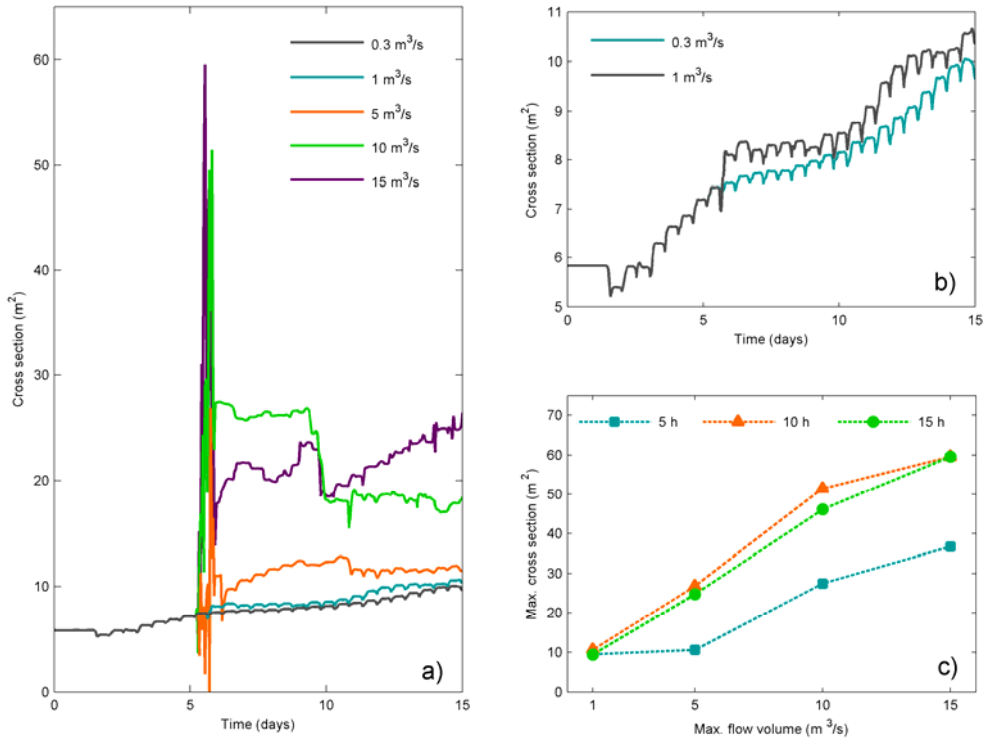 60
50
40
30
20
10
0
0
5
10
15
Cross section (m²)
Time (days)
0.3 m³/s
1 m³/s
5 m³/s
10 m³/s
15 m³/s
a)
11
10
9
8
7
6
5
0
5
10
15
Cross section (m²)
Time (days)
0.3 m³/s
1 m³/s
b)
70
60
50
40
30
20
10
0
1
5
10
15
Max. cross section (m²)
Max. flow volume (m³/s)
5 h
10 h
15 h
c)